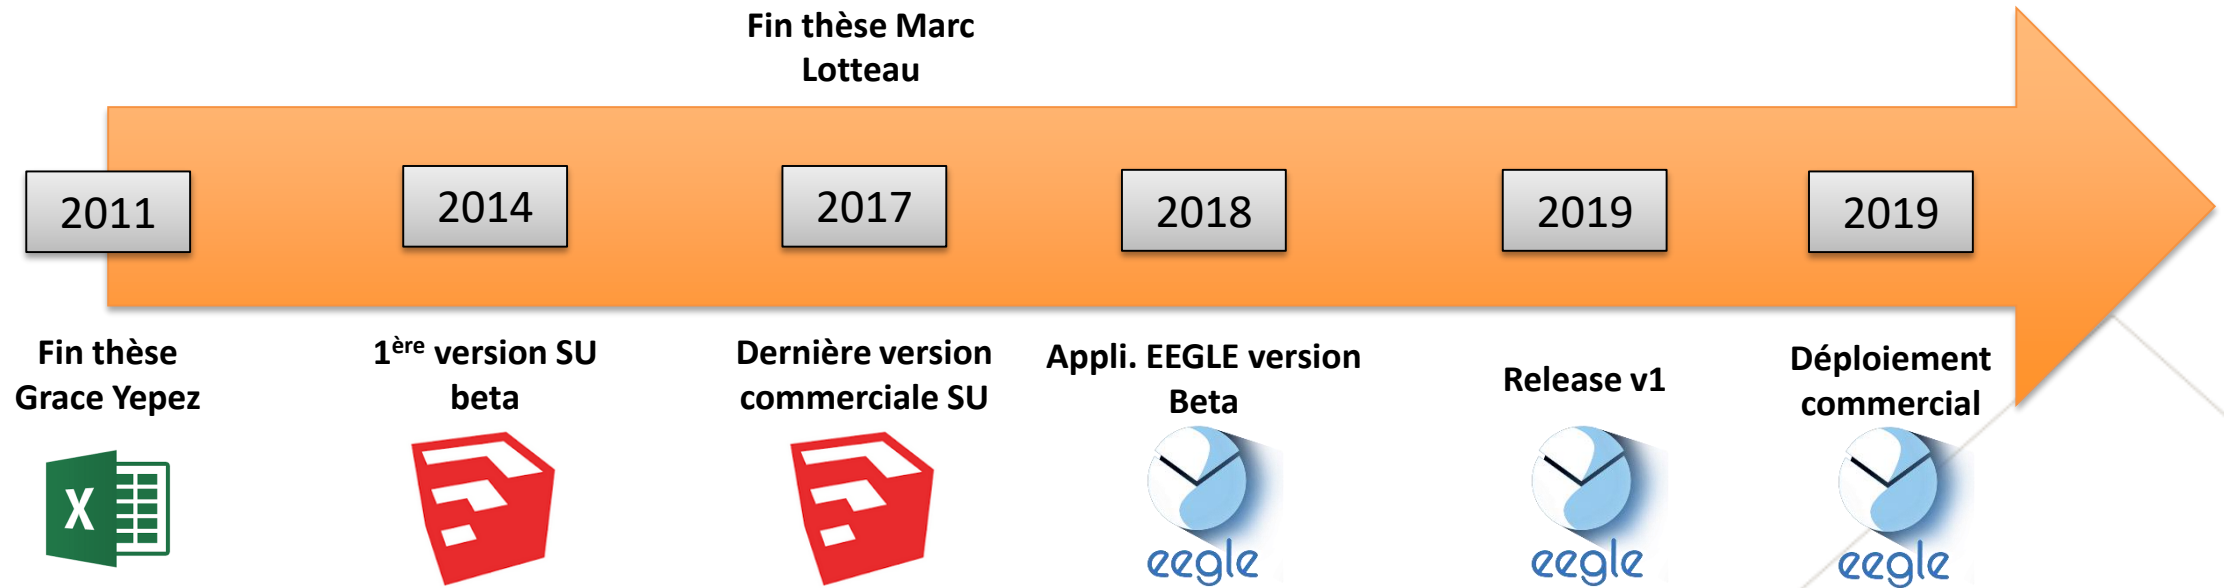 Fin thèse Marc
Lotteau
2011
2014
2017
2018
2019
2019
Fin thèse
Grace Yepez
1ère version SU
beta
Dernière version
commerciale SU
Appli. EEGLE version
Beta
Release v1
Déploiement
commercial
X
eegle
eegle
eegle